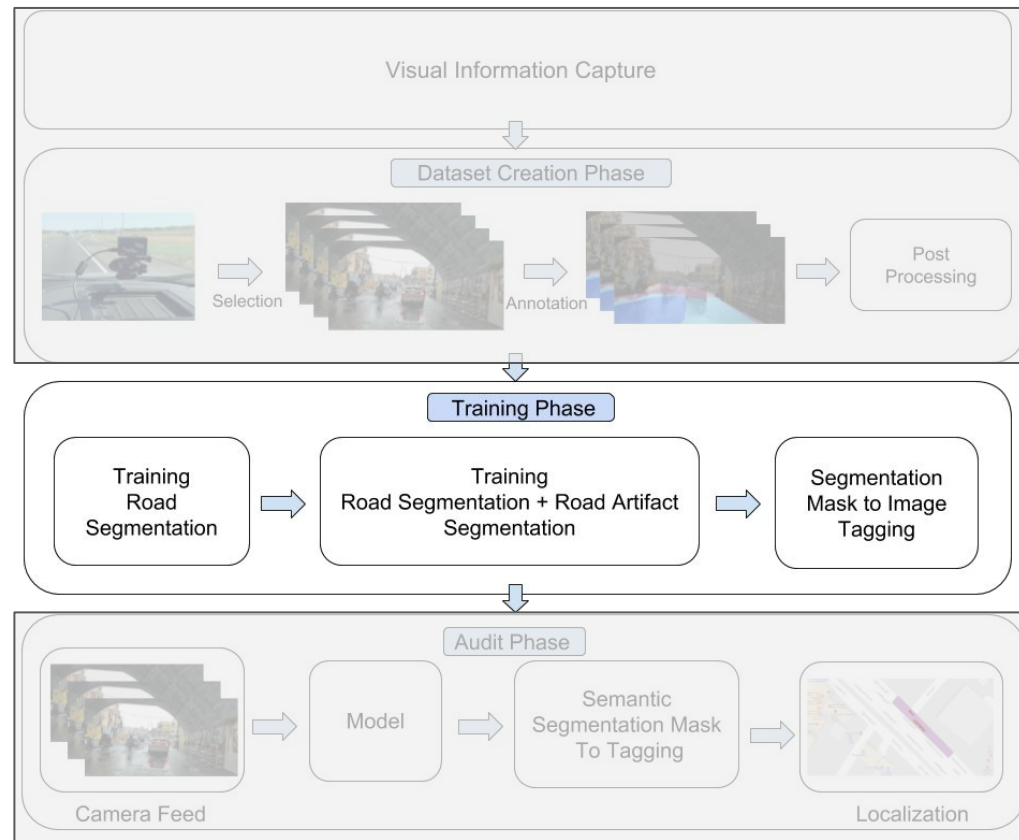 Visual Information Capture
Dataset Creation Phase
Selection
Annotation
Post
Processing
Training Phase
Training
Road
Segmentation
Training
Road Segmentation + Road Artifact
Segmentation
Segmentation
Mask to Image
Tagging
Audit Phase
Camera Feed
Model
Semantic
Segmentation Mask
To Tagging
Localization